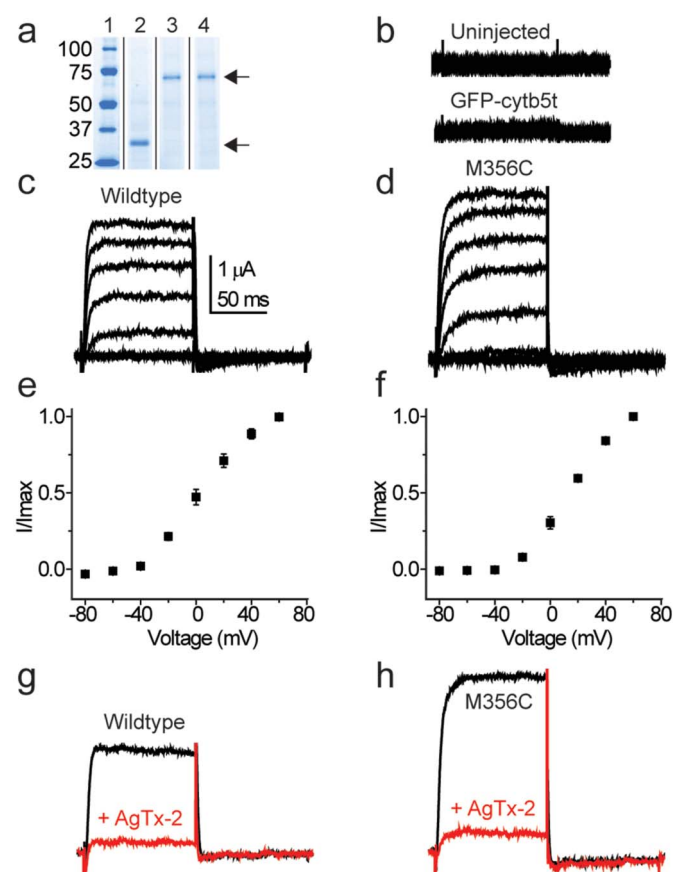 a
1 2 3 4
100
75
50
37
25
b
Uninjected
GFP-cytb5t
c
Wildtype
1 μA
50 ms
d
M356C
e
1.0
0.5
0.0
I/Imax
-80 -40 0 40 80
Voltage (mV)
f
1.0
0.5
0.0
I/Imax
-80 -40 0 40 80
Voltage (mV)
g
Wildtype
+ AgTx-2
h
M356C
+ AgTx-2